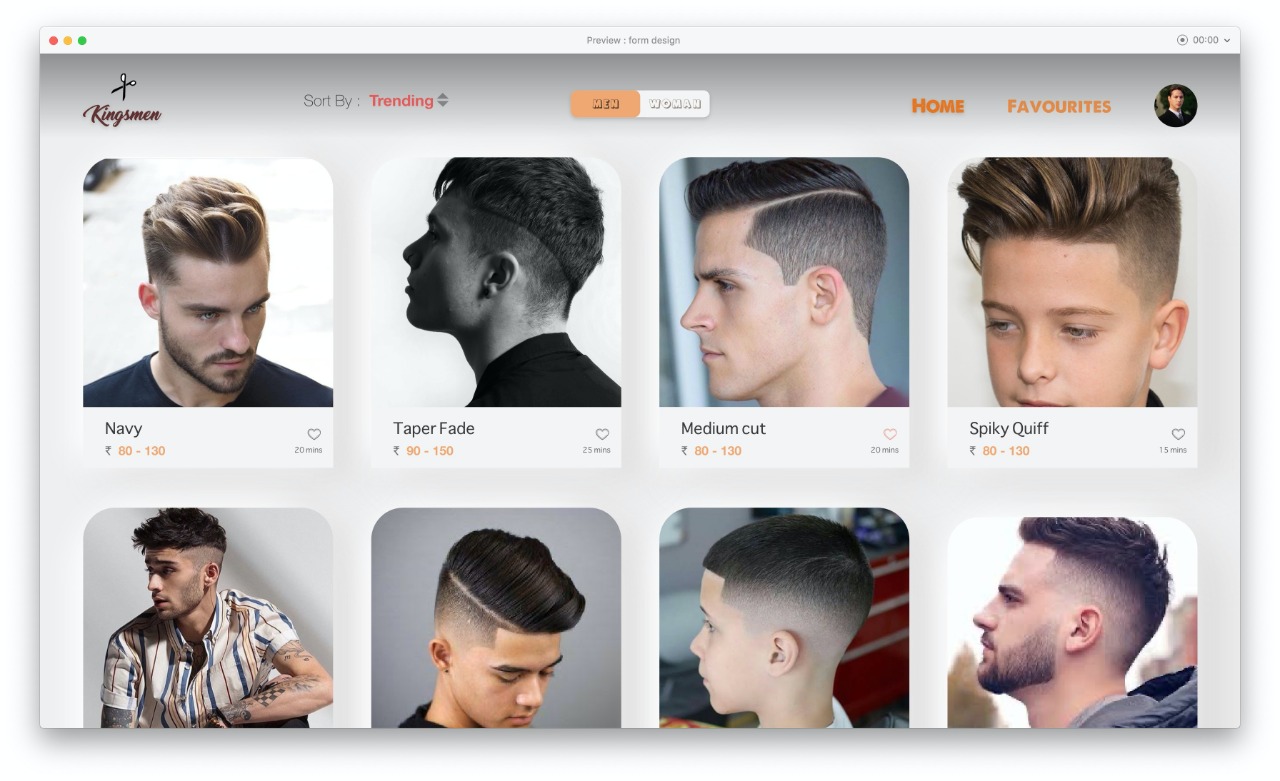 Preview : form design
00:00
Kingsmen
Sort By : Trending
MEN
WOMAN
HOME
FAVOURITES
Navy
₹ 80 - 130
20 mins
Taper Fade
₹ 90 - 150
25 mins
Medium cut
₹ 80 - 130
20 mins
Spiky Quiff
₹ 80 - 130
15 mins